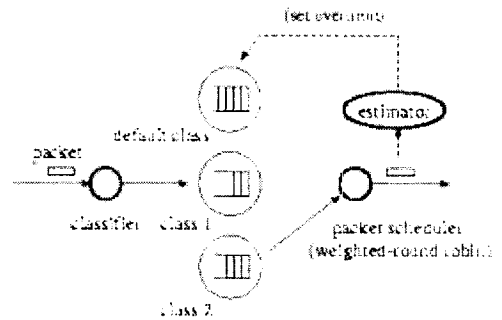 (set overlimit)
estimator
default class
packet
classifier
class 1
packet scheduler
(weighted-round robin)
class 2